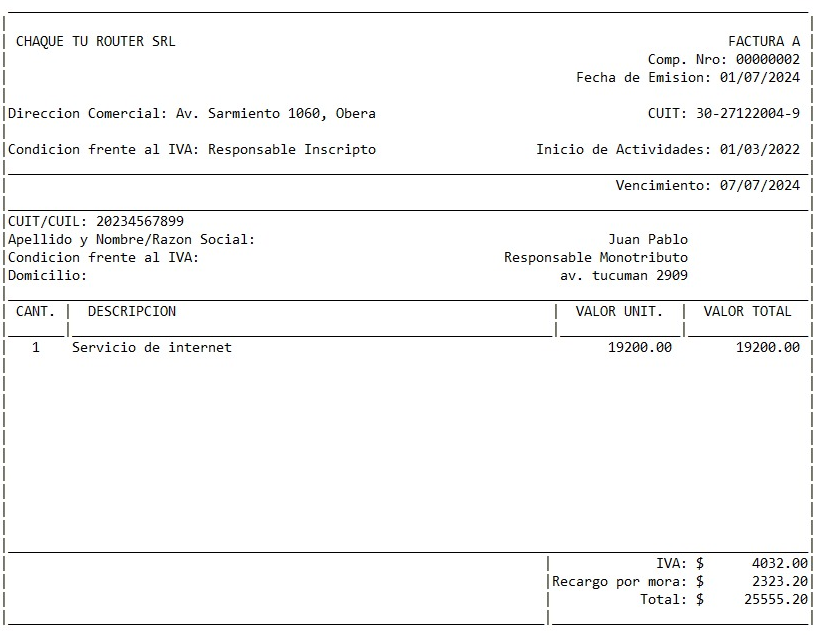 CHAQUE TU ROUTER SRL FACTURA A
Comp. Nro: 00000002
Fecha de Emision: 01/07/2024
Direccion Comercial: Av. Sarmiento 1060, Obera CUIT: 30-27122004-9
Condicion frente al IVA: Responsable Inscripto Inicio de Actividades: 01/03/2022
Vencimiento: 07/07/2024
CUIT/CUIL: 20234567899
Apellido y Nombre/Razon Social: Juan Pablo
Condicion frente al IVA: Responsable Monotributo
Domicilio: av. tucuman 2909
CANT. | DESCRIPCION | VALOR UNIT. | VALOR TOTAL
1 Servicio de internet 19200.00 19200.00
IVA: $ 4032.00
Recargo por mora: $ 2323.20
Total: $ 25555.20